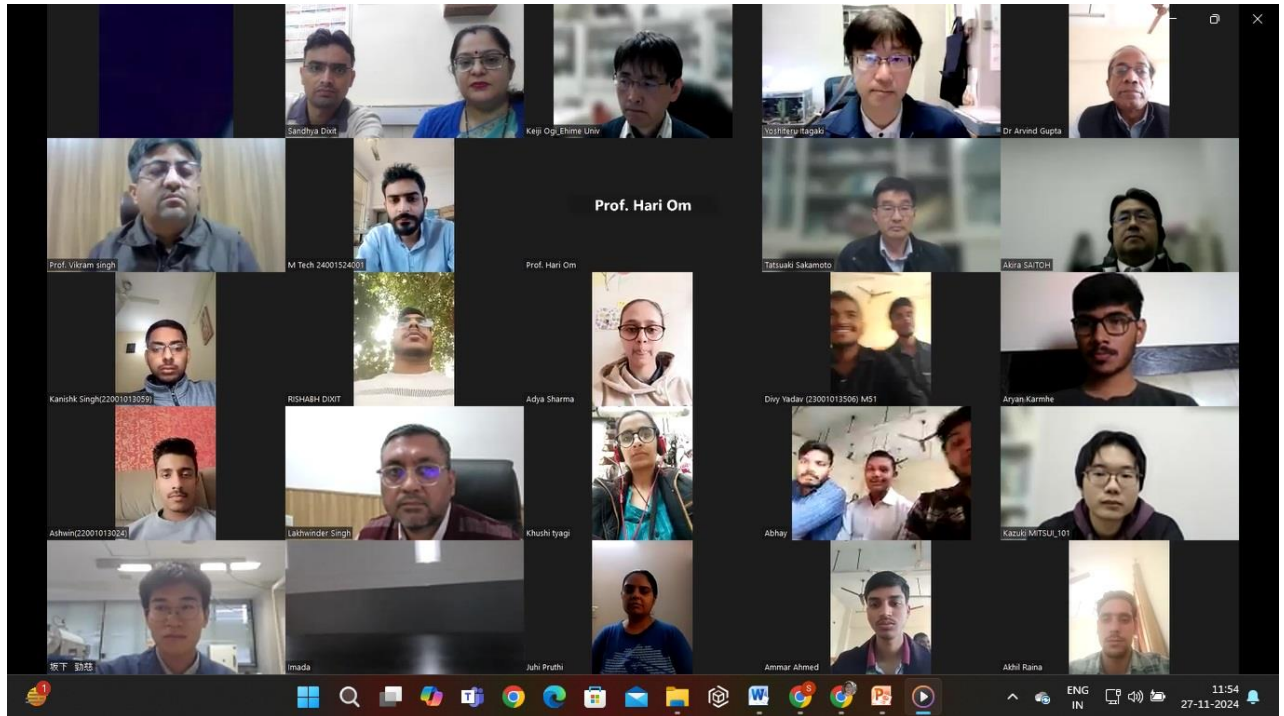 Sandhya Dixit
Keiji Ogi_Ehime Univ
Yoshiteru Itagaki
Dr Arvind Gupta
Prof. Vikram singh
M Tech 24001524001
Prof. Hari Om
Prof. Hari Om
Tatsuaki Sakamoto
Akira SAITOH
Kanishk Singh(22001013059)
RISHABH DIXIT
Adya Sharma
Divy Yadav (23001013506) M51
Aryan Karmhe
Ashwin(22001013024)
Lakhwinder Singh
Khushi tyagi
Abhay
Kazuki MITSUI_101
坂下 勤慈
Imada
Juhi Pruthi
Ammar Ahmed
Akhil Raina
1
T
W
S
P
ENG
IN
11:54
27-11-2024